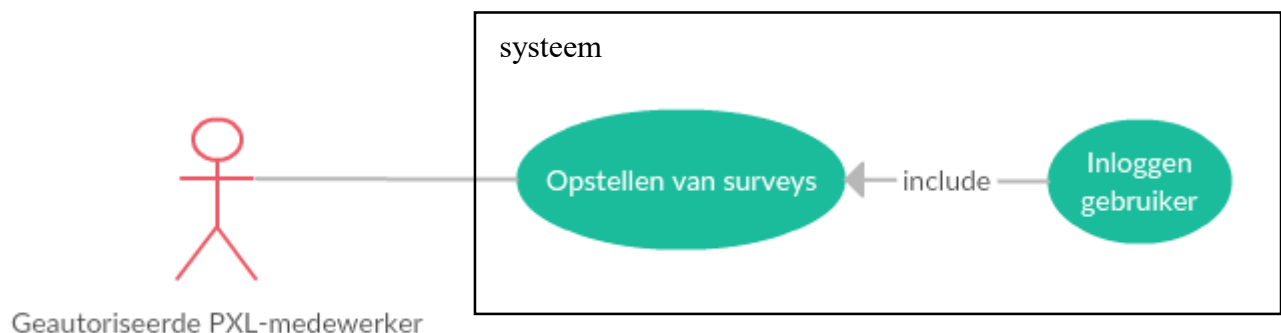 systeem
Opstellen van surveys
include
Inloggen
gebruiker
Geautoriseerde PXL-medewerker